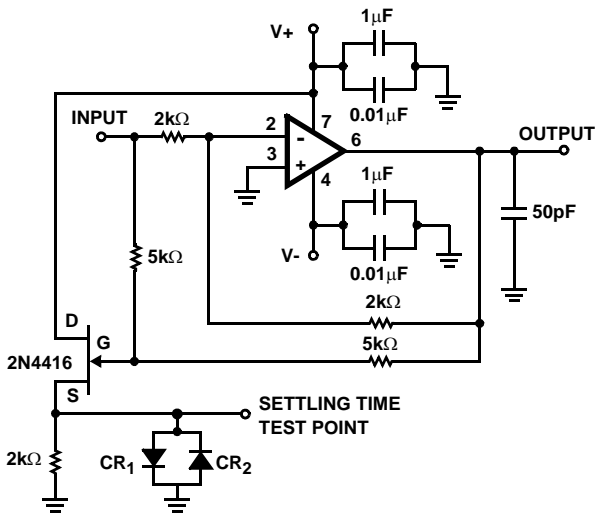 V+
1μF
0.01μF
INPUT
2kΩ
2
7
-
6
OUTPUT
3
+
4
1μF
50pF
V-
0.01μF
5kΩ
2kΩ
D
G
5kΩ
2N4416
S
SETTLING TIME
TEST POINT
2kΩ
CR1
CR2